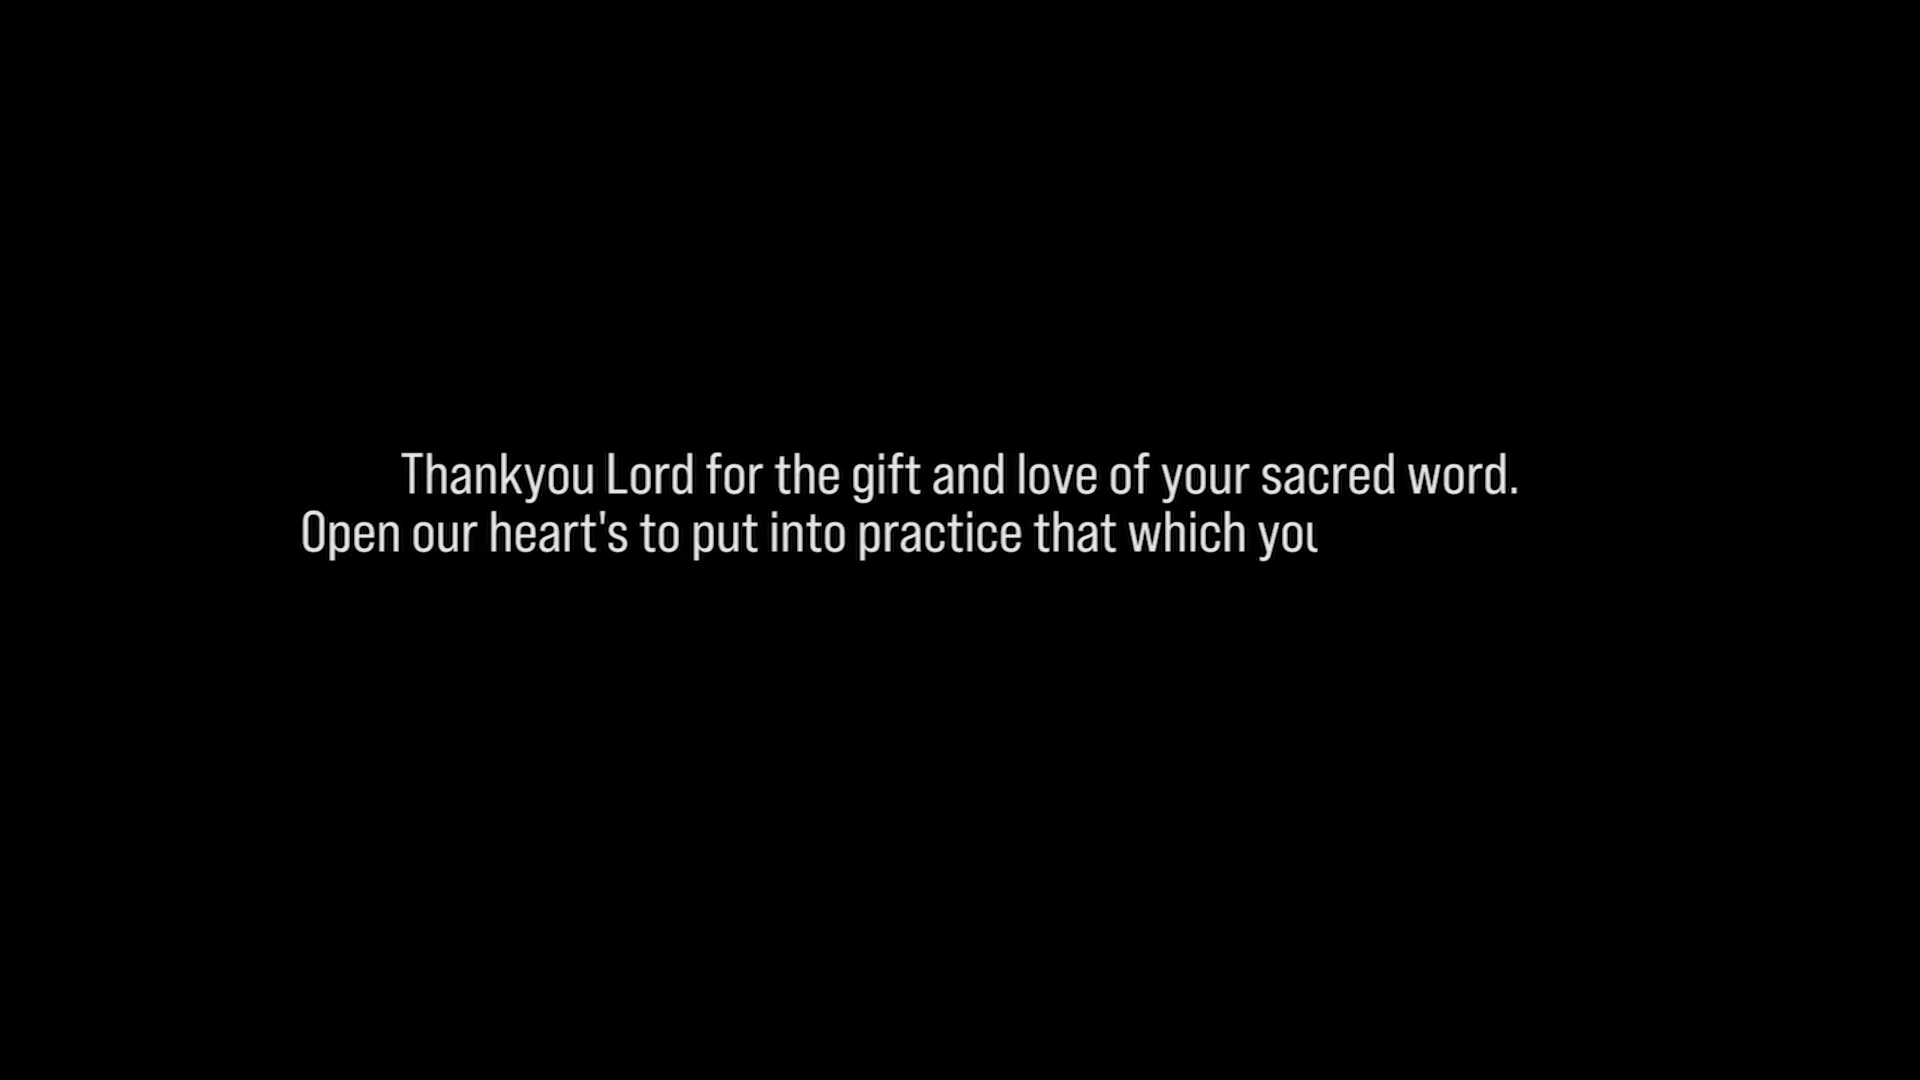 Thankyou Lord for the gift and love of your sacred word.
Open our heart's to put into practice that which you